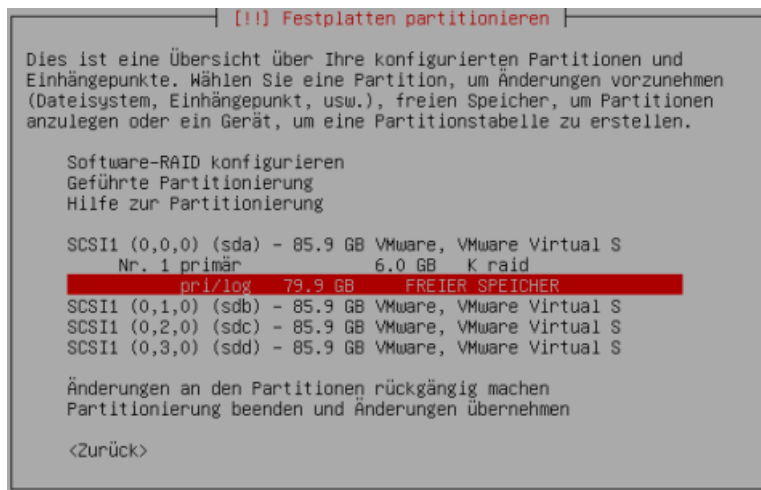 [!!] Festplatten partitionieren
Dies ist eine Übersicht über Ihre konfigurierten Partitionen und
Einhängepunkte. Wählen Sie eine Partition, um Änderungen vorzunehmen
(Dateisystem, Einhängepunkt, usw.), freien Speicher, um Partitionen
anzulegen oder ein Gerät, um eine Partitionstabelle zu erstellen.
Software-RAID konfigurieren
Geführte Partitionierung
Hilfe zur Partitionierung
SCSI1 (0,0,0) (sda) - 85.9 GB VMware, VMware Virtual S
Nr. 1 primär 6.0 GB K raid
pri/log 79.9 GB FREIER SPEICHER
SCSI1 (0,1,0) (sdb) - 85.9 GB VMware, VMware Virtual S
SCSI1 (0,2,0) (sdc) - 85.9 GB VMware, VMware Virtual S
SCSI1 (0,3,0) (sdd) - 85.9 GB VMware, VMware Virtual S
Änderungen an den Partitionen rückgängig machen
Partitionierung beenden und Änderungen übernehmen
<Zurück>